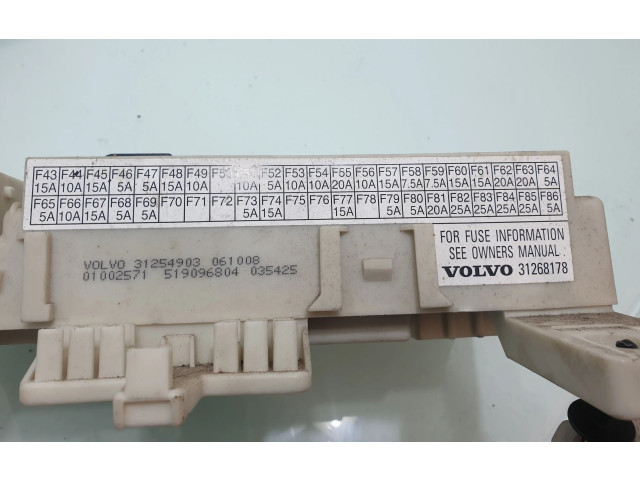 F43 F44 F45 F46 F47 F48 F49 F52 F53 F54 F55 F56 F57 F58 F59 F60 F61 F62 F63 F64
15A 10A 15A 5A 5A 15A 10A 10A 5A 10A 10A 20A 10A 15A 7.5A 7.5A 15A 15A 20A 20A 5A
F65 F66 F67 F68 F69 F70 F71 F72 F73 F74 F75 F76 F77 F78 F79 F80 F81 F82 F83 F84 F85 F86
5A 10A 15A 5A 5A 5A 15A 15A 5A 5A 20A 25A 25A 25A 25A 5A
VOLVO 31254903 061008
01002571 519096804 035425
FOR FUSE INFORMATION
SEE OWNERS MANUAL.
VOLVO 31268178